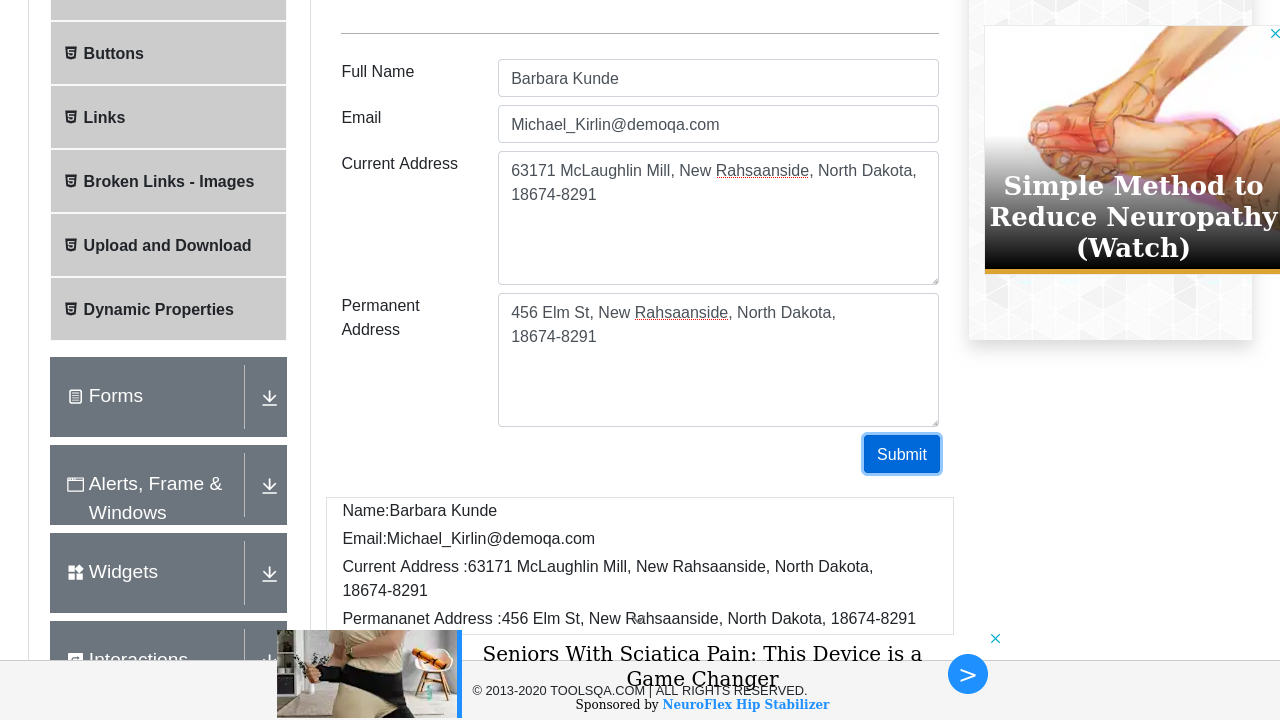 Buttons
Links
Broken Links - Images
Upload and Download
Dynamic Properties
Forms
Alerts, Frame &
Windows
Widgets
Interactions
Full Name
Barbara Kunde
Email
Michael_Kirlin@demoqa.com
Current Address
63171 McLaughlin Mill, New Rahsaanside, North Dakota,
18674-8291
Permanent
Address
456 Elm St, New Rahsaanside, North Dakota,
18674-8291
Submit
Name:Barbara Kunde
Email:Michael_Kirlin@demoqa.com
Current Address :63171 McLaughlin Mill, New Rahsaanside, North Dakota,
18674-8291
Permananet Address :456 Elm St, New Rahsaanside, North Dakota, 18674-8291
Simple Method to
Reduce Neuropathy
(Watch)
Seniors With Sciatica Pain: This Device is a
Game Changer
© 2013-2020 TOOLSQA.COM | ALL RIGHTS RESERVED.
Sponsored by NeuroFlex Hip Stabilizer